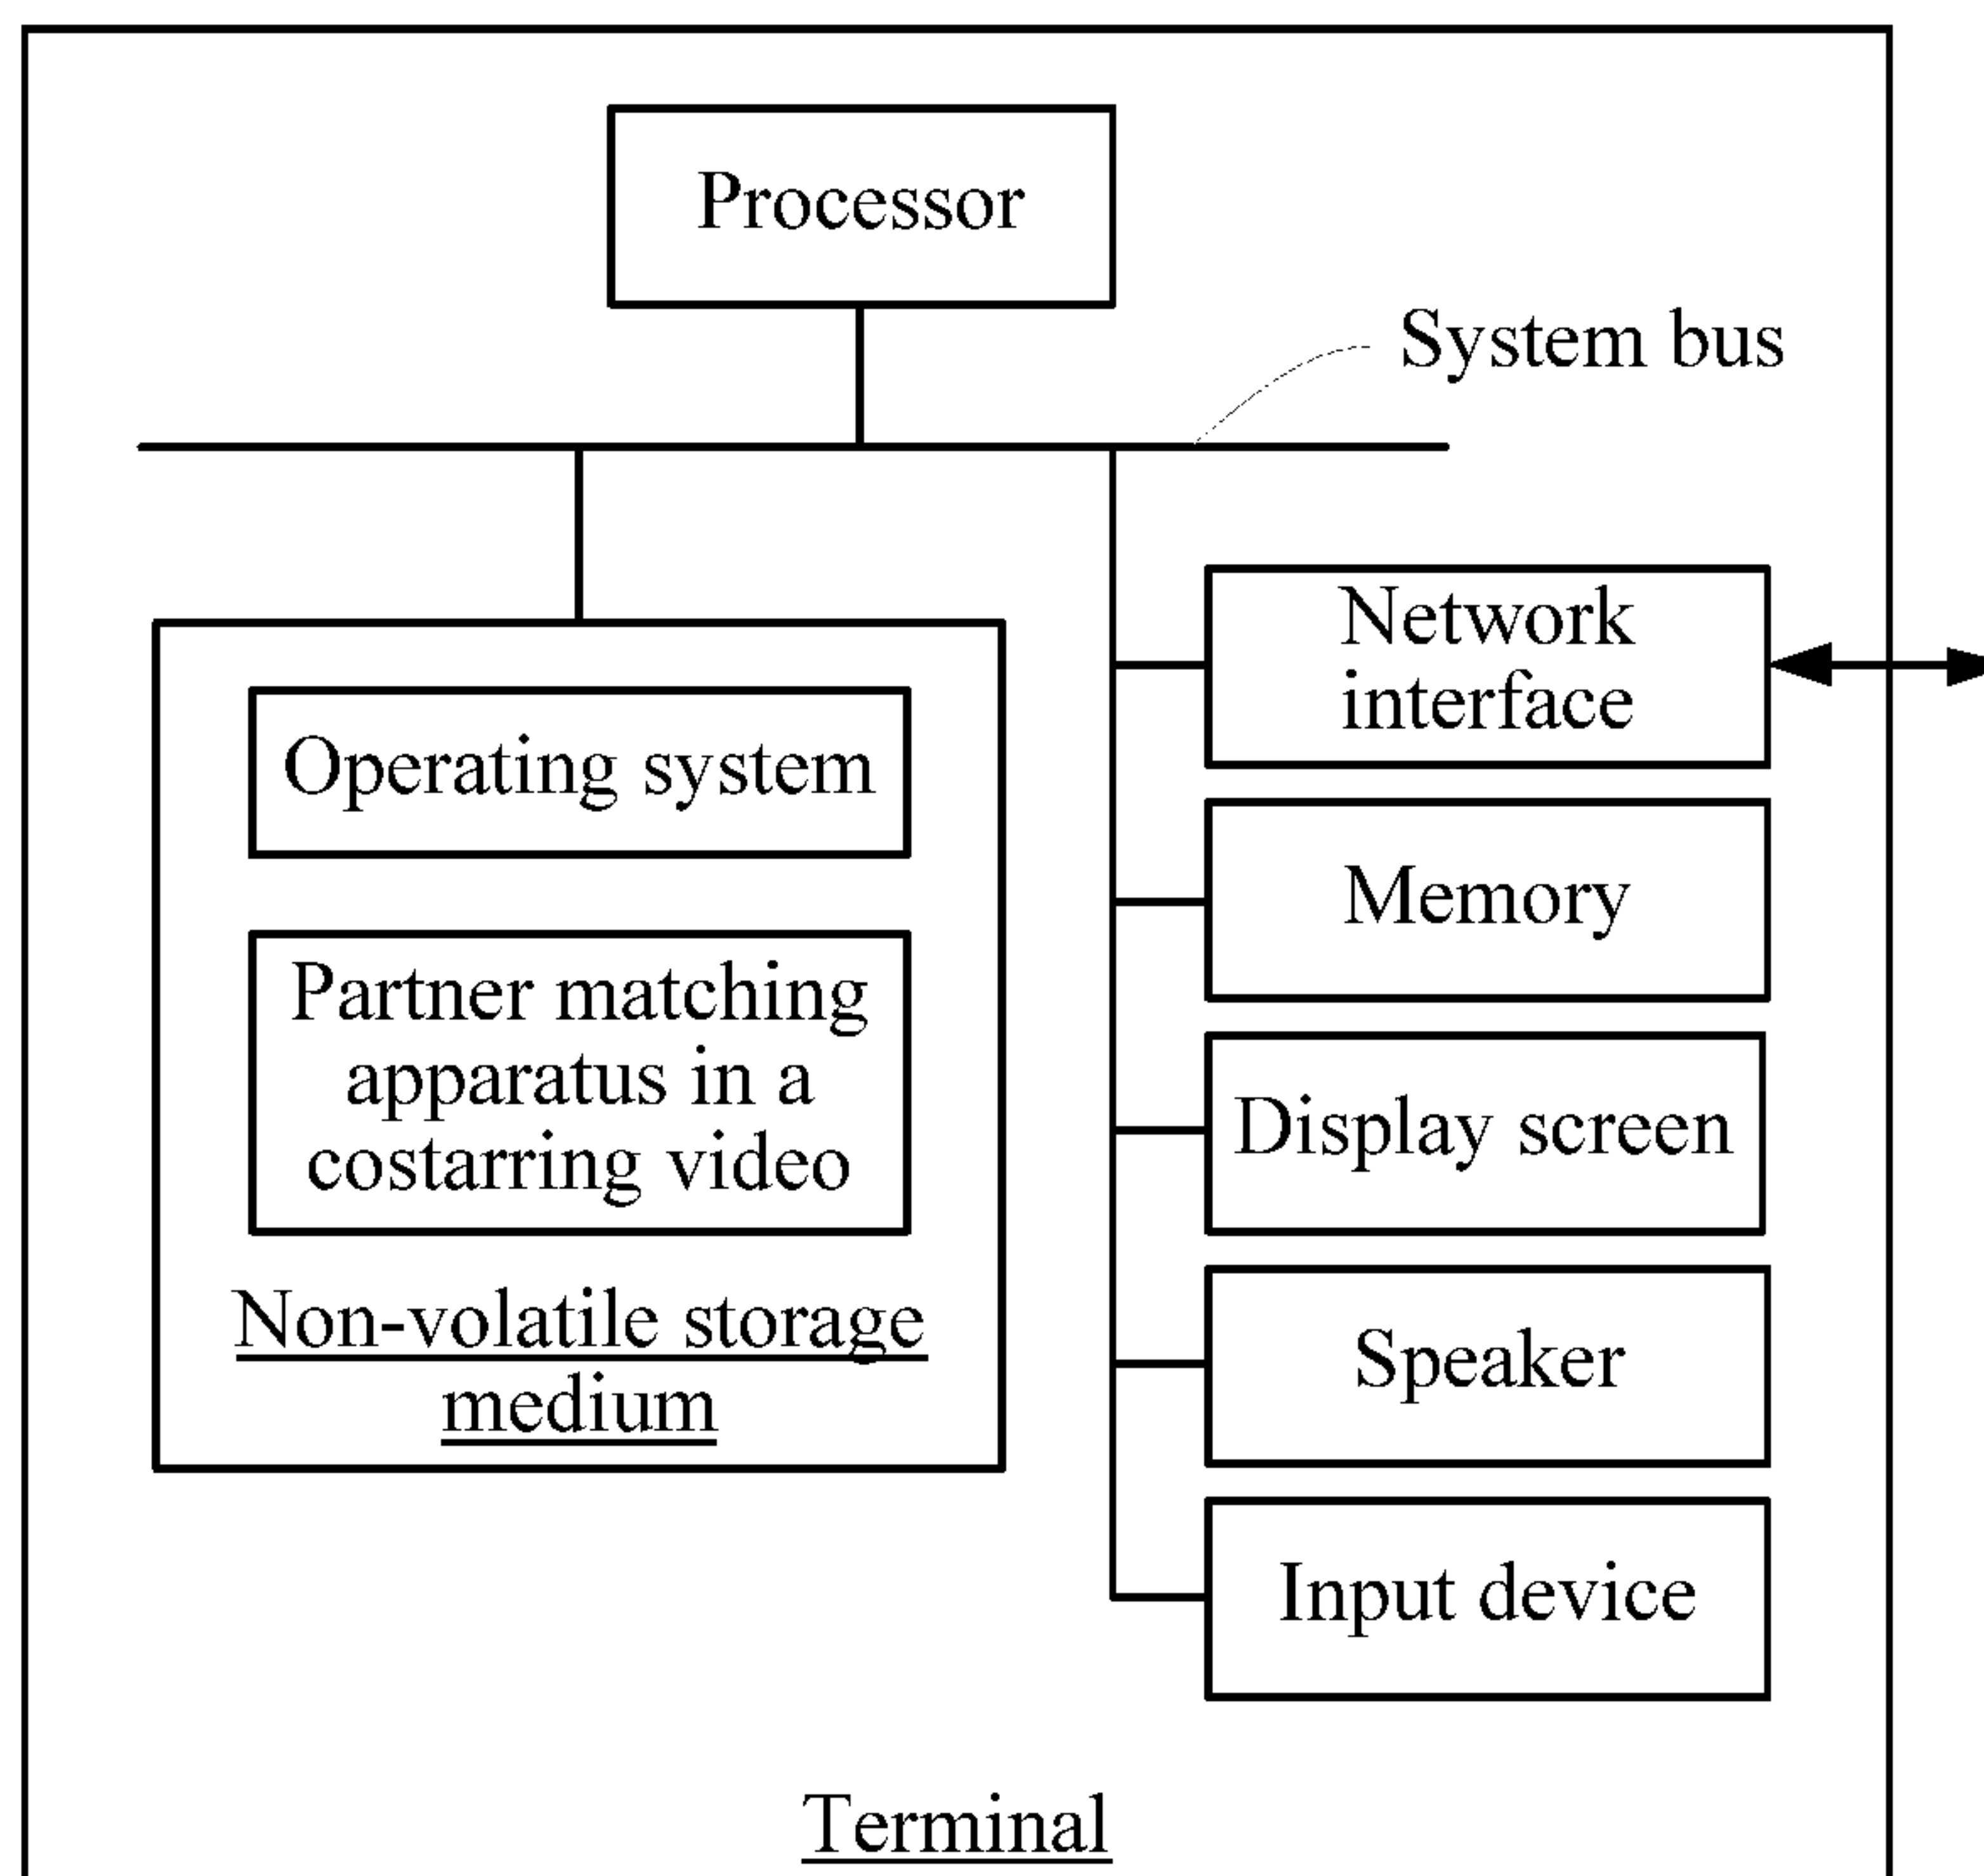 Processor
System bus
Operating system
Partner matching
apparatus in a
costarring video
Non-volatile storage
medium
Network
interface
Memory
Display screen
Speaker
Input device
Terminal